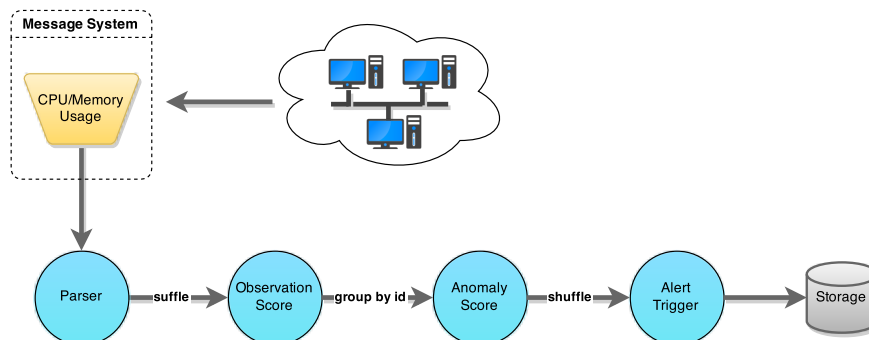 Message System
CPU/Memory
Usage
Parser
suffle
Observation
Score
group by id
Anomaly
Score
shuffle
Alert
Trigger
Storage